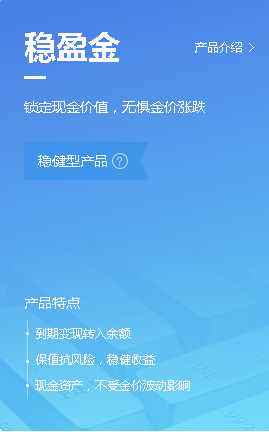 稳盈金
产品介绍 >
锁定现金价值，无惧金价涨跌
稳健型产品 ?
产品特点
到期变现转入余额
保值抗风险，稳健收益
现金资产，不受金价波动影响